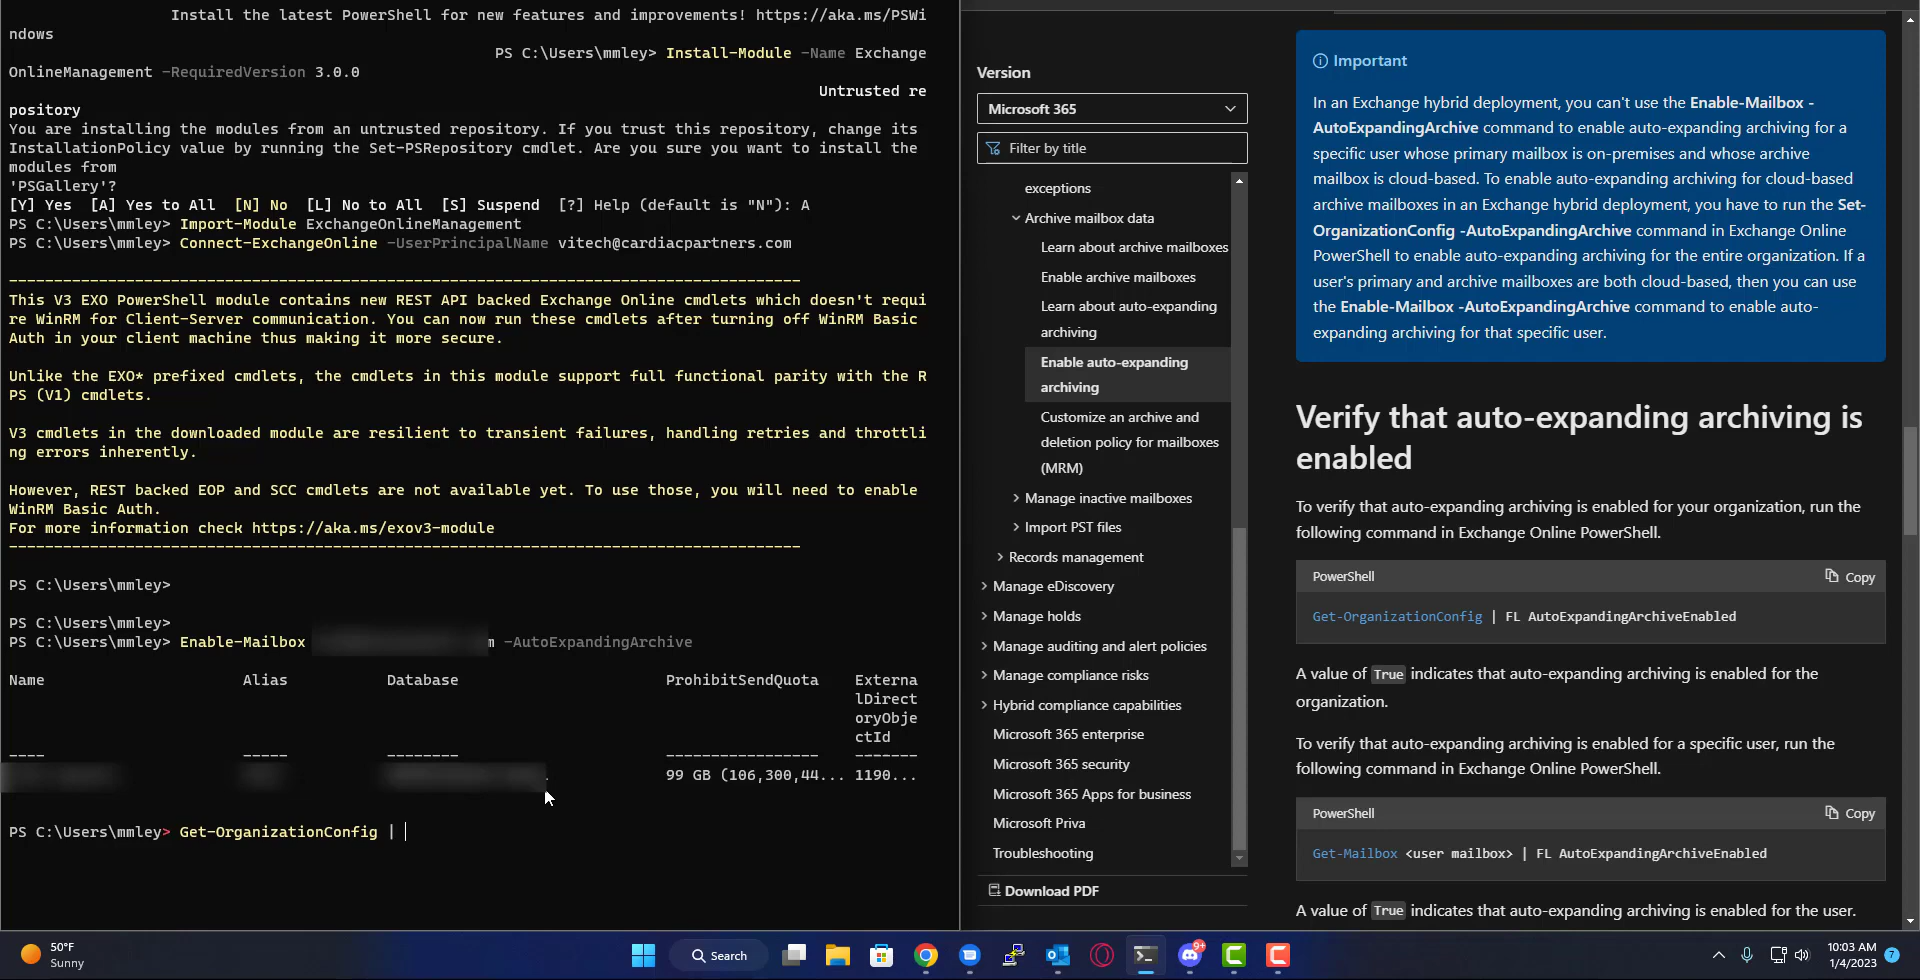 Install the latest PowerShell for new features and improvements! https://aka.ms/PSWi
ndows
PS C:\Users\mmley> Install-Module -Name Exchange
OnlineManagement -RequiredVersion 3.0.0
Untrusted re
pository
You are installing the modules from an untrusted repository. If you trust this repository, change its
InstallationPolicy value by running the Set-PSRepository cmdlet. Are you sure you want to install the
modules from
'PSGallery'?
[Y] Yes  [A] Yes to All  [N] No  [L] No to All  [S] Suspend  [?] Help (default is "N"): A
PS C:\Users\mmley> Import-Module ExchangeOnlineManagement
PS C:\Users\mmley> Connect-ExchangeOnline -UserPrincipalName vitech@cardiacpartners.com
----------------------------------------------------------------------------------------
This V3 EXO PowerShell module contains new REST API backed Exchange Online cmdlets which doesn't requi
re WinRM for Client-Server communication. You can now run these cmdlets after turning off WinRM Basic
Auth in your client machine thus making it more secure.
Unlike the EXO* prefixed cmdlets, the cmdlets in this module support full functional parity with the R
PS (V1) cmdlets.
V3 cmdlets in the downloaded module are resilient to transient failures, handling retries and throttli
ng errors inherently.
However, REST backed EOP and SCC cmdlets are not available yet. To use those, you will need to enable
WinRM Basic Auth.
For more information check https://aka.ms/exov3-module
----------------------------------------------------------------------------------------
PS C:\Users\mmley>
PS C:\Users\mmley>
PS C:\Users\mmley> Enable-Mailbox m -AutoExpandingArchive
Name Alias Database ProhibitSendQuota Externa
lDirect
oryObje
ctId
---- ----- -------- ----------------- -------
99 GB (106,300,44... 1190...
PS C:\Users\mmley> Get-OrganizationConfig |
Version
Microsoft 365
Filter by title
exceptions
Archive mailbox data
Learn about archive mailboxes
Enable archive mailboxes
Learn about auto-expanding
archiving
Enable auto-expanding
archiving
Customize an archive and
deletion policy for mailboxes
(MRM)
Manage inactive mailboxes
Import PST files
Records management
Manage eDiscovery
Manage holds
Manage auditing and alert policies
Manage compliance risks
Hybrid compliance capabilities
Microsoft 365 enterprise
Microsoft 365 security
Microsoft 365 Apps for business
Microsoft Priva
Troubleshooting
Download PDF
Important
In an Exchange hybrid deployment, you can't use the Enable-Mailbox -
AutoExpandingArchive command to enable auto-expanding archiving for a
specific user whose primary mailbox is on-premises and whose archive
mailbox is cloud-based. To enable auto-expanding archiving for cloud-based
archive mailboxes in an Exchange hybrid deployment, you have to run the Set-
OrganizationConfig -AutoExpandingArchive command in Exchange Online
PowerShell to enable auto-expanding archiving for the entire organization. If a
user's primary and archive mailboxes are both cloud-based, then you can use
the Enable-Mailbox -AutoExpandingArchive command to enable auto-
expanding archiving for that specific user.
Verify that auto-expanding archiving is
enabled
To verify that auto-expanding archiving is enabled for your organization, run the
following command in Exchange Online PowerShell.
PowerShell Copy
Get-OrganizationConfig | FL AutoExpandingArchiveEnabled
A value of True indicates that auto-expanding archiving is enabled for the
organization.
To verify that auto-expanding archiving is enabled for a specific user, run the
following command in Exchange Online PowerShell.
PowerShell Copy
Get-Mailbox <user mailbox> | FL AutoExpandingArchiveEnabled
A value of True indicates that auto-expanding archiving is enabled for the user.
50°F
Sunny
Search
9+
10:03 AM
1/4/2023
7